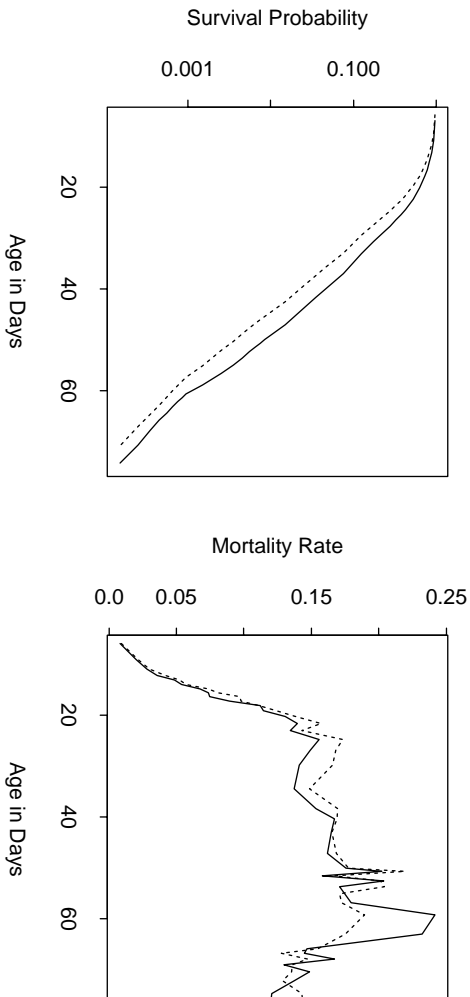 Survival Probability
0.001 0.100
20 40 60
Age in Days
Mortality Rate
0.0 0.05 0.15 0.25
20 40 60
Age in Days